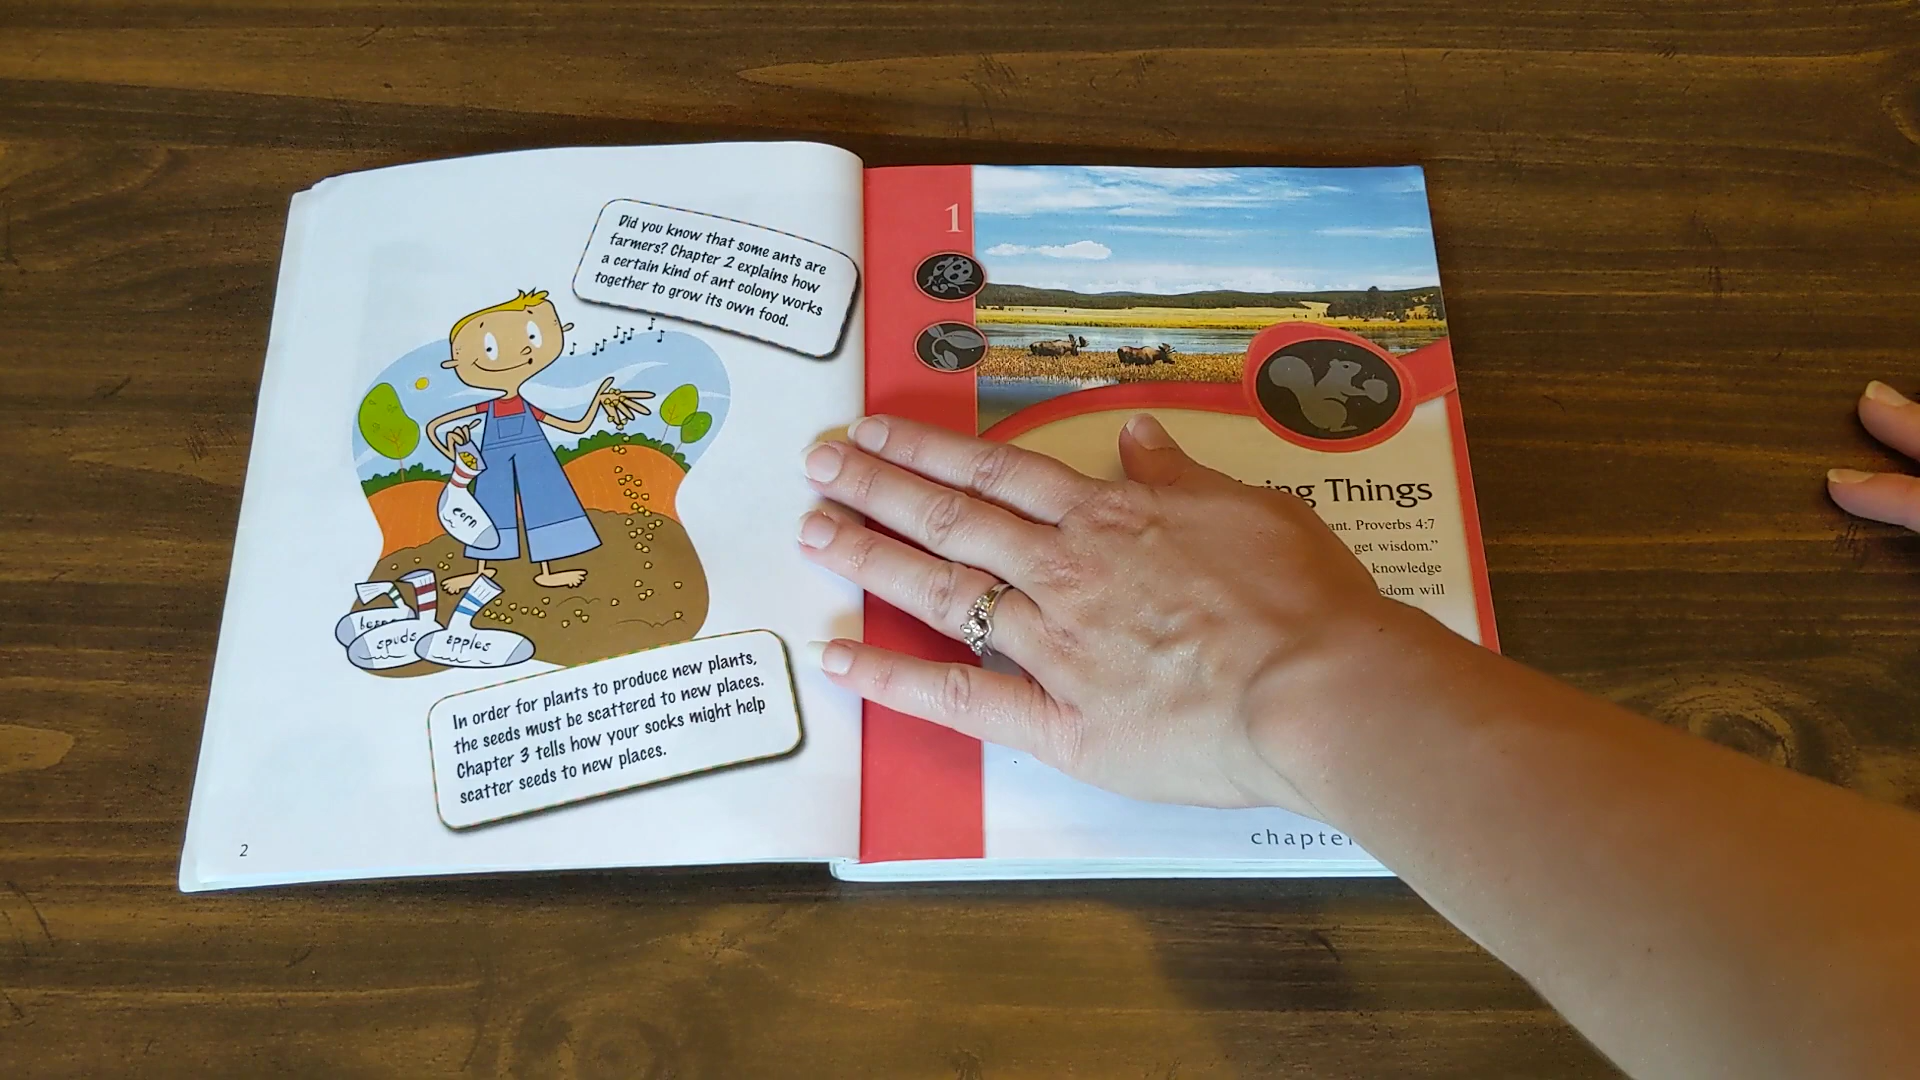 Did you know that some ants are
farmers? Chapter 2 explains how
a certain kind of ant colony works
together to grow its own food.
corn
spuds
apples
In order for plants to produce new plants,
the seeds must be scattered to new places.
Chapter 3 tells how your socks might help
scatter seeds to new places.
2
1
Things
Proverbs 4:7
get wisdom.”
knowledge
will
chapter